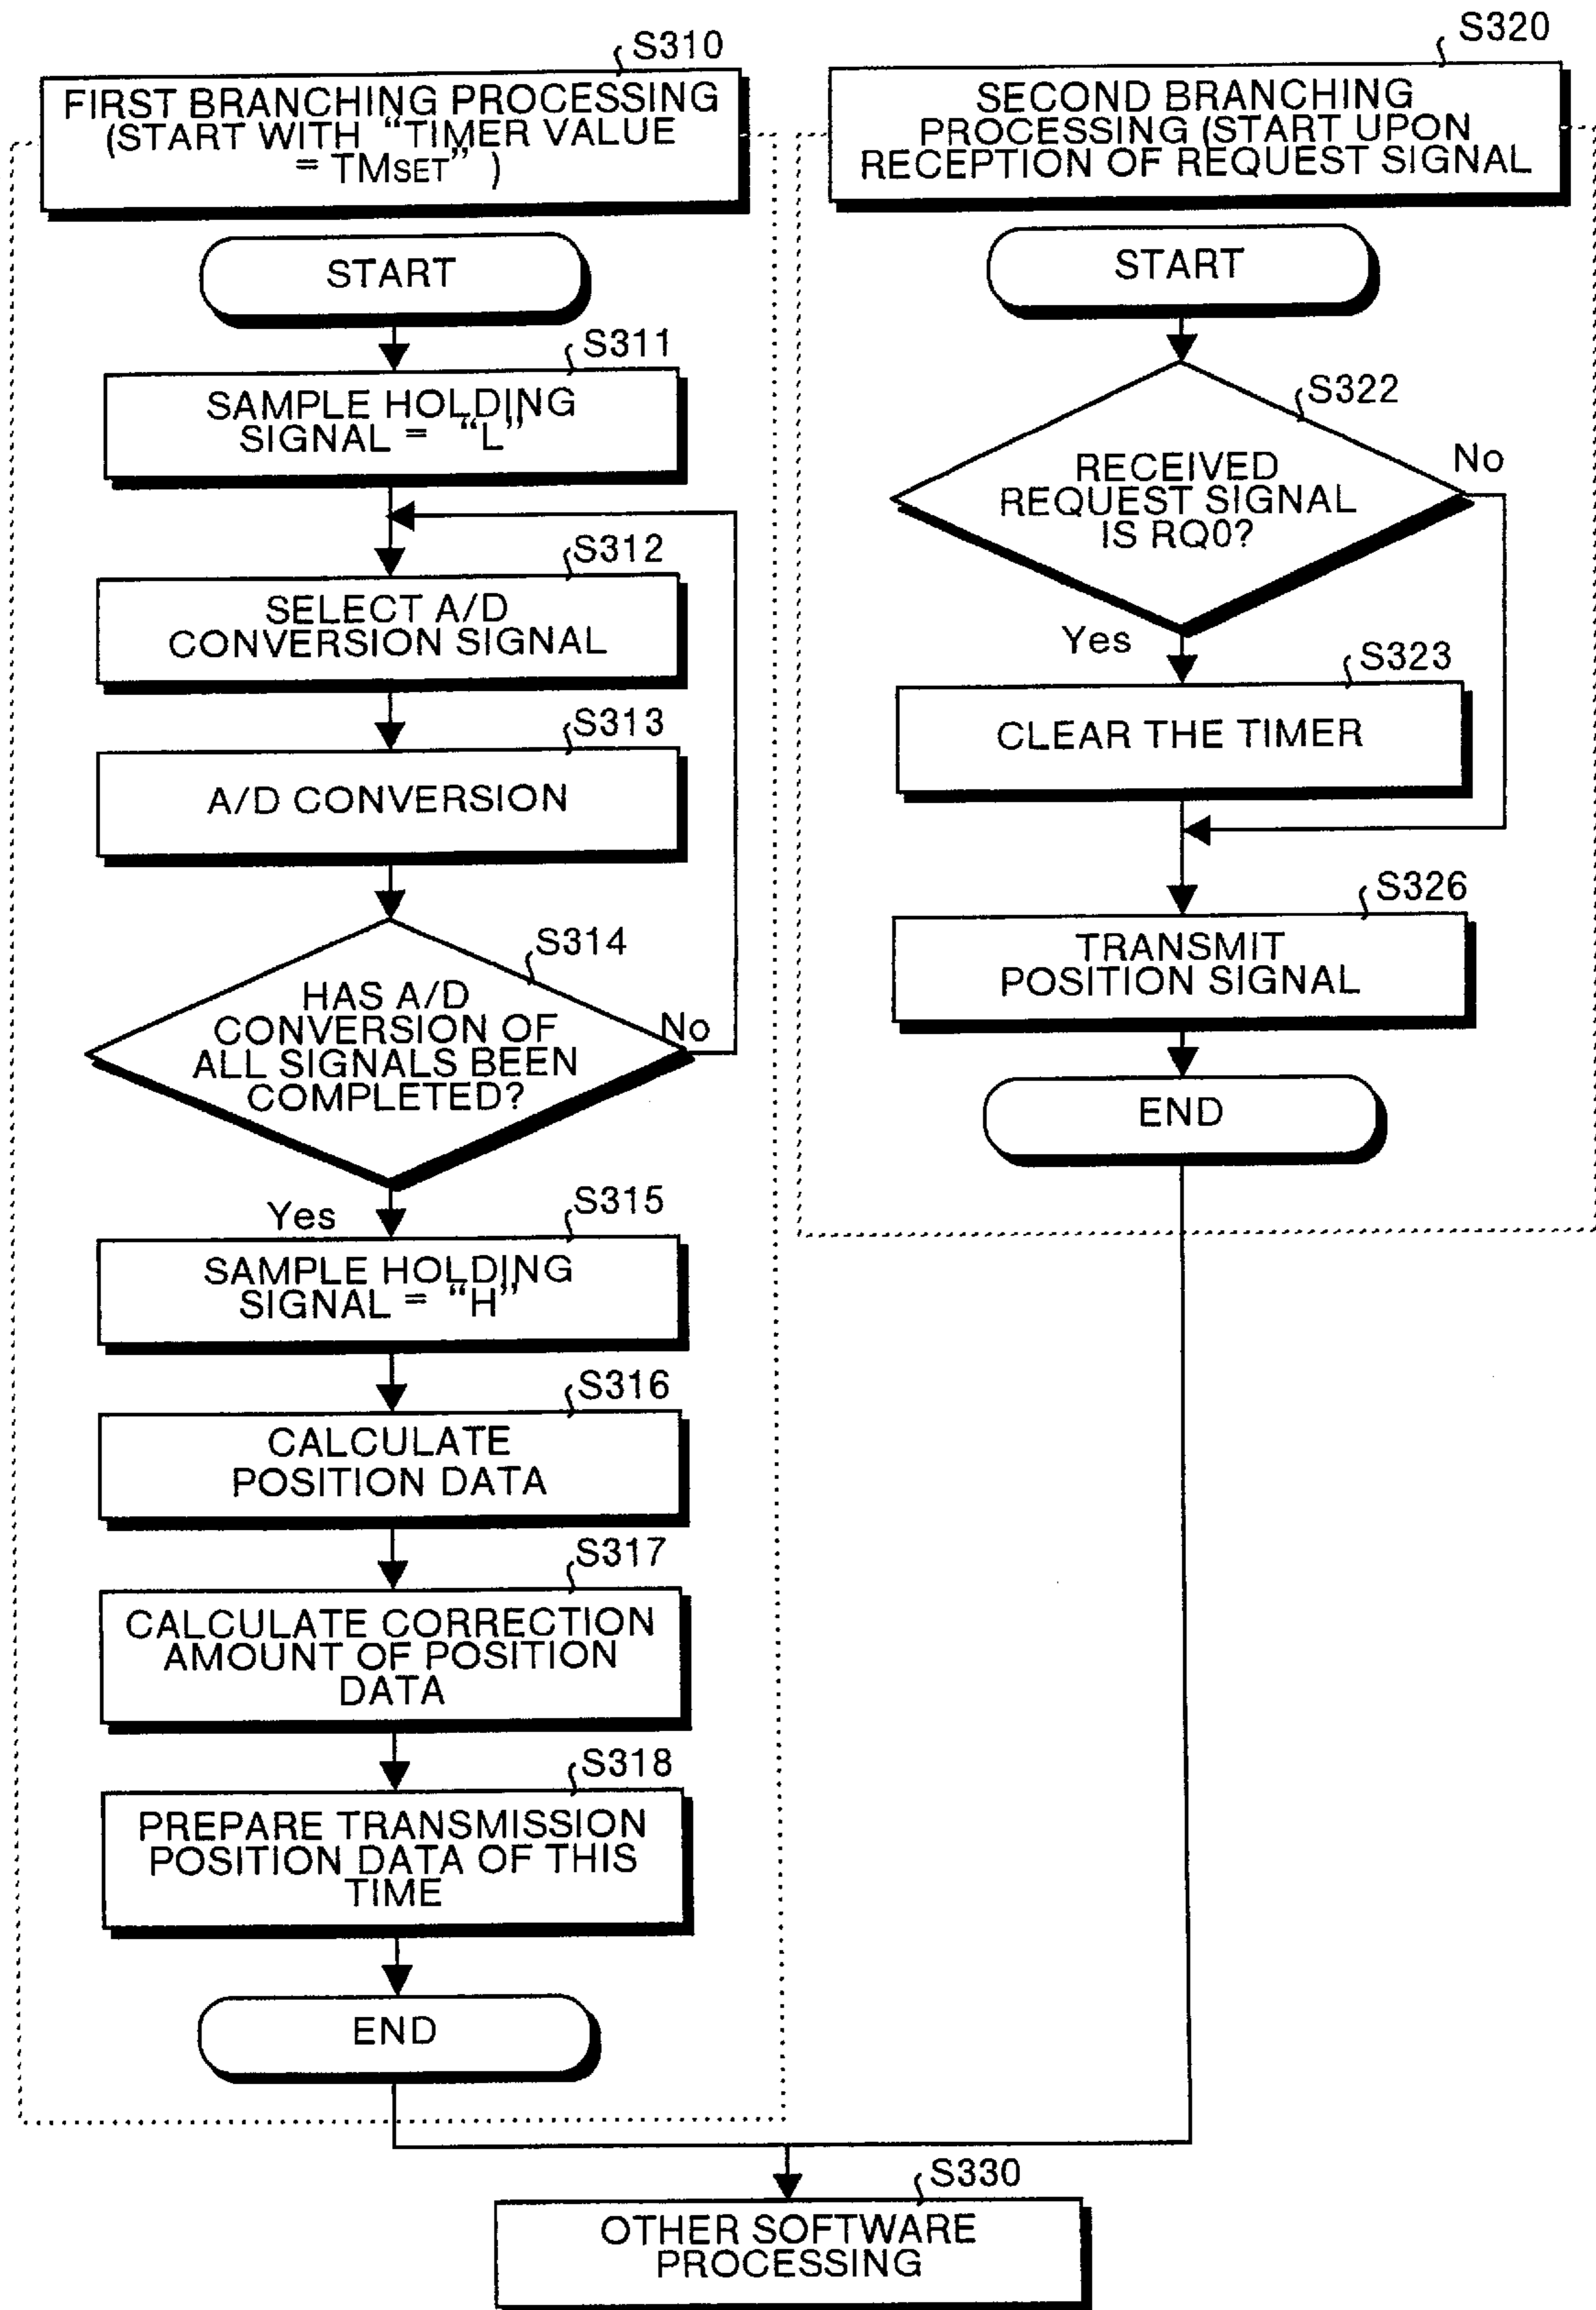 S310
FIRST BRANCHING PROCESSING
(START WITH “TIMER VALUE
= TMSET” )
START
S311
SAMPLE HOLDING
SIGNAL = “L”
S312
SELECT A/D
CONVERSION SIGNAL
S313
A/D CONVERSION
S314
HAS A/D
CONVERSION OF
ALL SIGNALS BEEN
COMPLETED?
No
Yes
S315
SAMPLE HOLDING
SIGNAL = “H”
S316
CALCULATE
POSITION DATA
S317
CALCULATE CORRECTION
AMOUNT OF POSITION
DATA
S318
PREPARE TRANSMISSION
POSITION DATA OF THIS
TIME
END
S320
SECOND BRANCHING
PROCESSING (START UPON
RECEPTION OF REQUEST SIGNAL
START
S322
RECEIVED
REQUEST SIGNAL
IS RQ0?
No
Yes
S323
CLEAR THE TIMER
S326
TRANSMIT
POSITION SIGNAL
END
S330
OTHER SOFTWARE
PROCESSING